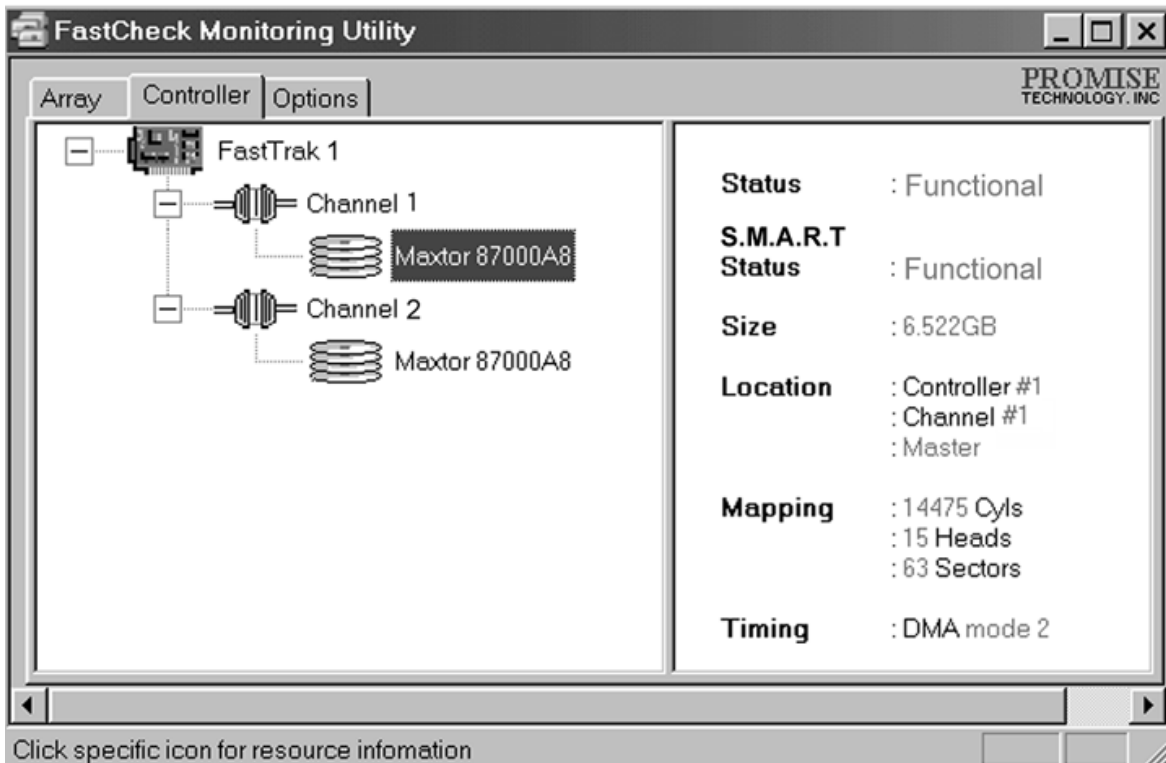 FastCheck Monitoring Utility
PROMISE
TECHNOLOGY, INC
Array Controller Options
FastTrak 1
Channel 1
Maxtor 87000A8
Channel 2
Maxtor 87000A8
Status : Functional
S.M.A.R.T
Status : Functional
Size : 6.522GB
Location : Controller #1
: Channel #1
: Master
Mapping : 14475 Cyls
: 15 Heads
: 63 Sectors
Timing : DMA mode 2
Click specific icon for resource infomation